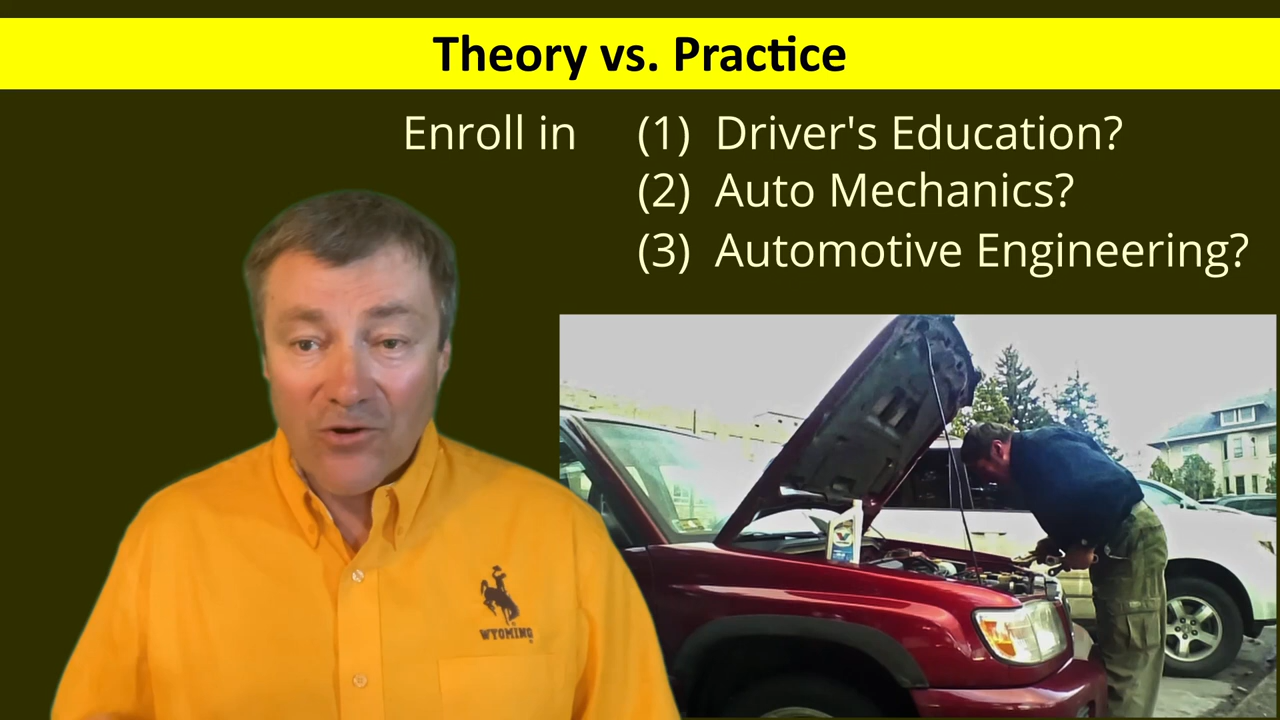 Theory vs. Practice
Enroll in (1) Driver's Education?
(2) Auto Mechanics?
(3) Automotive Engineering?
WYOMING